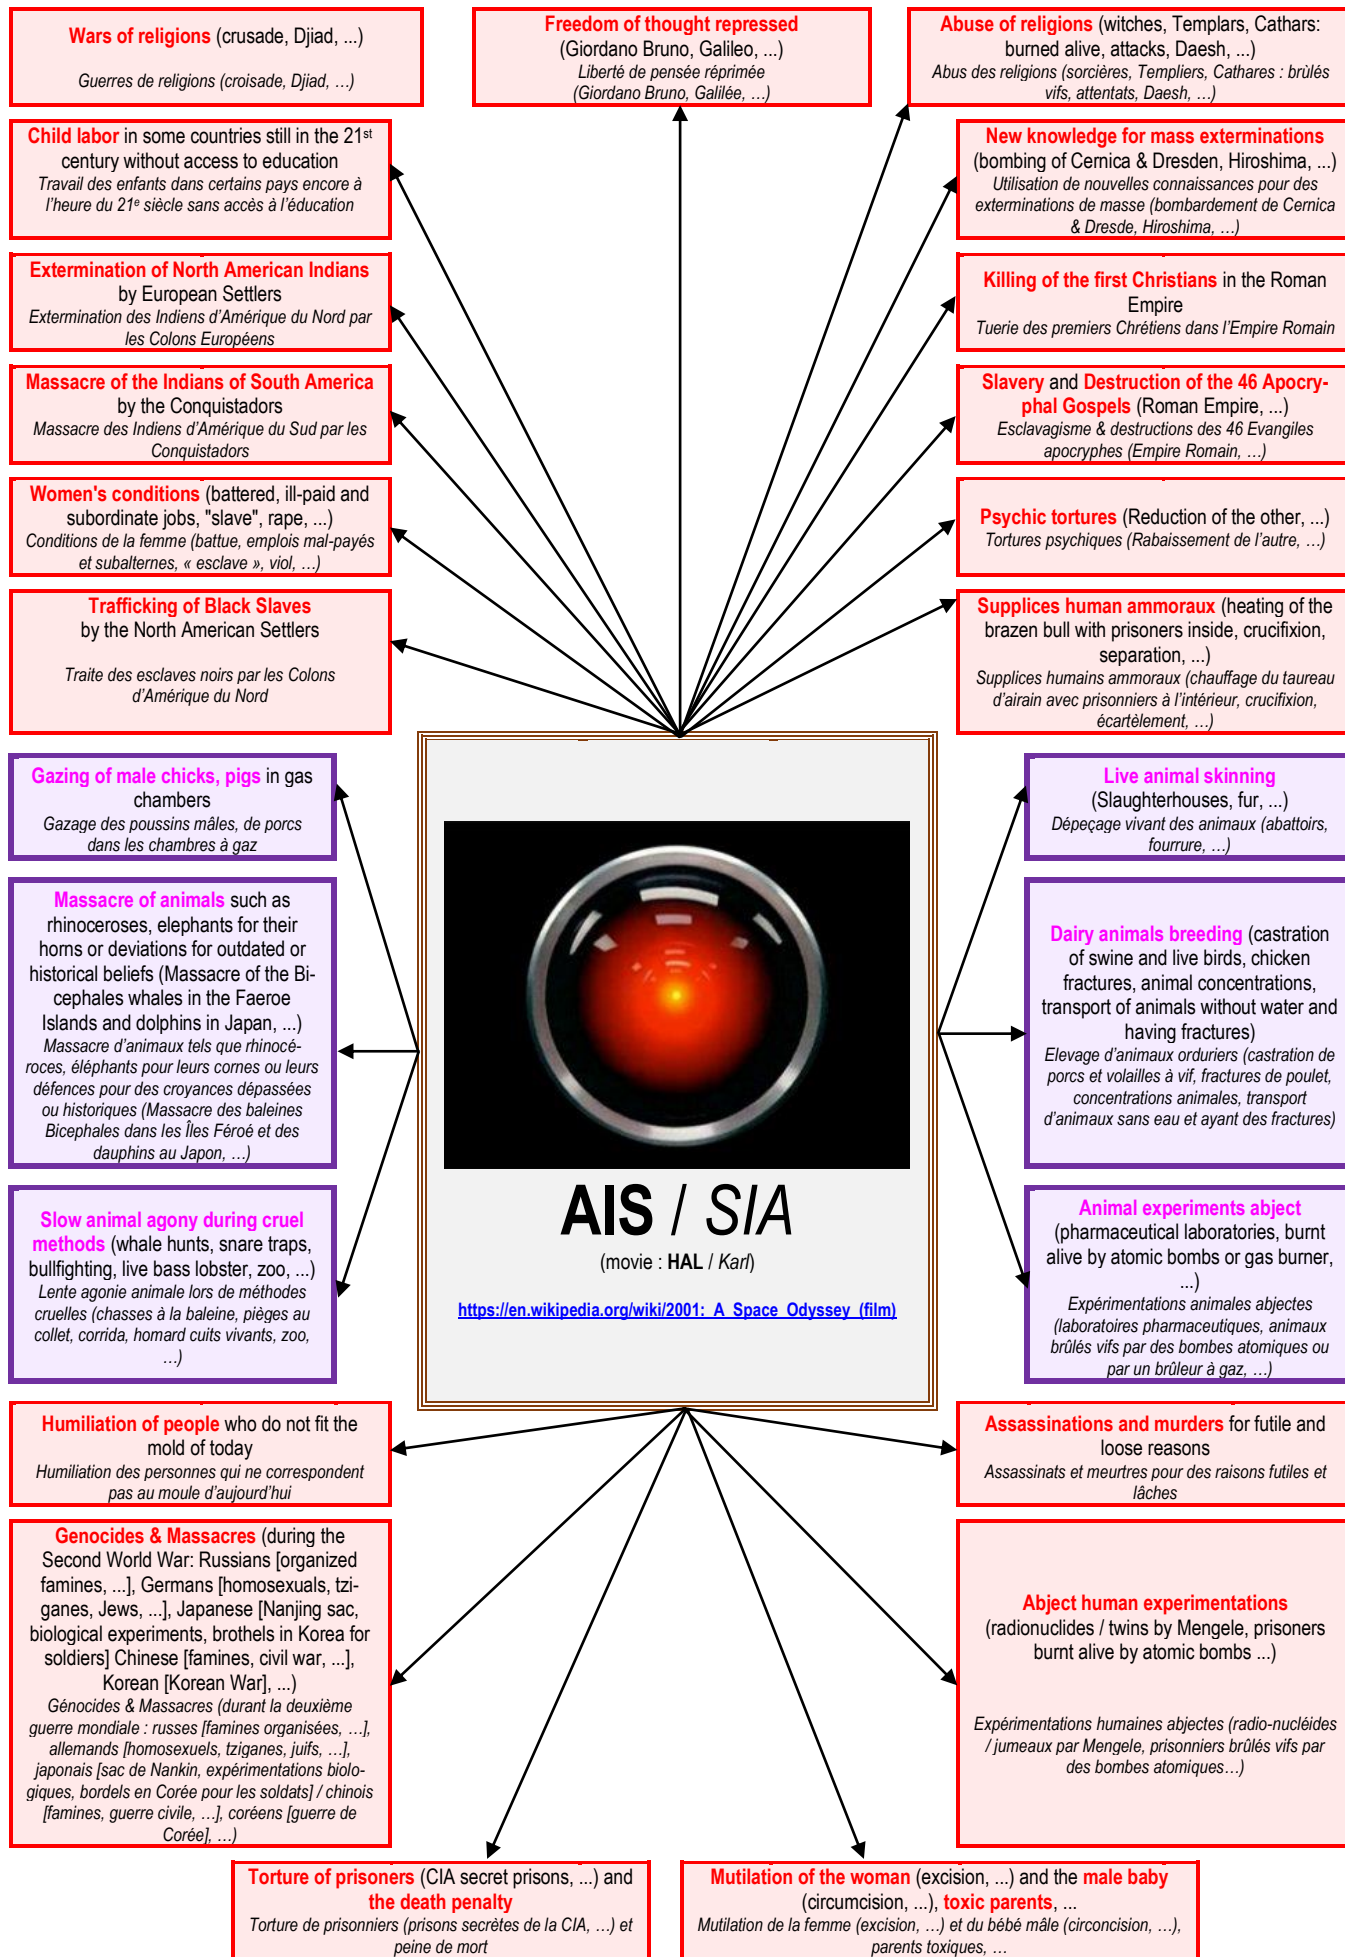 Wars of religions (crusade, Djiad, ...)
Guerres de religions (croisade, Djiad, …)
Freedom of thought repressed
(Giordano Bruno, Galileo, ...)
Liberté de pensée réprimée
(Giordano Bruno, Galilée, …)
Abuse of religions (witches, Templars, Cathars:
burned alive, attacks, Daesh, ...)
Abus des religions (sorcières, Templiers, Cathares : brûlés
vifs, attentats, Daesh, …)
Child labor in some countries still in the 21st
century without access to education
Travail des enfants dans certains pays encore à
l’heure du 21e siècle sans accès à l’éducation
New knowledge for mass exterminations
(bombing of Cernica & Dresden, Hiroshima, ...)
Utilisation de nouvelles connaissances pour des
exterminations de masse (bombardement de Cernica
& Dresde, Hiroshima, …)
Extermination of North American Indians
by European Settlers
Extermination des Indiens d’Amérique du Nord par
les Colons Européens
Killing of the first Christians in the Roman
Empire
Tuerie des premiers Chrétiens dans l’Empire Romain
Massacre of the Indians of South America
by the Conquistadors
Massacre des Indiens d’Amérique du Sud par les
Conquistadors
Slavery and Destruction of the 46 Apocry-
phal Gospels (Roman Empire, ...)
Esclavagisme & destructions des 46 Evangiles
apocryphes (Empire Romain, …)
Women's conditions (battered, ill-paid and
subordinate jobs, "slave", rape, ...)
Conditions de la femme (battue, emplois mal-payés
et subalternes, « esclave », viol, …)
Psychic tortures (Reduction of the other, ...)
Tortures psychiques (Rabaissement de l’autre, …)
Trafficking of Black Slaves
by the North American Settlers
Traite des esclaves noirs par les Colons
d’Amérique du Nord
Supplices human ammoraux (heating of the
brazen bull with prisoners inside, crucifixion,
separation, ...)
Supplices humains ammoraux (chauffage du taureau
d’airain avec prisonniers à l’intérieur, crucifixion,
écartèlement, …)
Gazing of male chicks, pigs in gas
chambers
Gazage des poussins mâles, de porcs
dans les chambres à gaz
Live animal skinning
(Slaughterhouses, fur, ...)
Dépeçage vivant des animaux (abattoirs,
fourrure, …)
Massacre of animals such as
rhinoceroses, elephants for their
horns or deviations for outdated or
historical beliefs (Massacre of the Bi-
cephales whales in the Faeroe
Islands and dolphins in Japan, ...)
Massacre d’animaux tels que rhinocé-
roces, éléphants pour leurs cornes ou leurs
défences pour des croyances dépassées
ou historiques (Massacre des baleines
Bicephales dans les Îles Féroé et des
dauphins au Japon, …)
Dairy animals breeding (castration
of swine and live birds, chicken
fractures, animal concentrations,
transport of animals without water and
having fractures)
Elevage d’animaux orduriers (castration de
porcs et volailles à vif, fractures de poulet,
concentrations animales, transport
d’animaux sans eau et ayant des fractures)
AIS / SIA
(movie : HAL / Karl)
https://en.wikipedia.org/wiki/2001:_A_Space_Odyssey_(film)
Slow animal agony during cruel
methods (whale hunts, snare traps,
bullfighting, live bass lobster, zoo, ...)
Lente agonie animale lors de méthodes
cruelles (chasses à la baleine, pièges au
collet, corrida, homard cuits vivants, zoo,
…)
Animal experiments abject
(pharmaceutical laboratories, burnt
alive by atomic bombs or gas burner,
...)
Expérimentations animales abjectes
(laboratoires pharmaceutiques, animaux
brûlés vifs par des bombes atomiques ou
par un brûleur à gaz, …)
Humiliation of people who do not fit the
mold of today
Humiliation des personnes qui ne correspondent
pas au moule d’aujourd’hui
Assassinations and murders for futile and
loose reasons
Assassinats et meurtres pour des raisons futiles et
lâches
Genocides & Massacres (during the
Second World War: Russians [organized
famines, ...], Germans [homosexuals, tzi-
ganes, Jews, ...], Japanese [Nanjing sac,
biological experiments, brothels in Korea for
soldiers] Chinese [famines, civil war, ...],
Korean [Korean War], ...)
Génocides & Massacres (durant la deuxième
guerre mondiale : russes [famines organisées, …],
allemands [homosexuels, tziganes, juifs, …],
japonais [sac de Nankin, expérimentations biolo-
giques, bordels en Corée pour les soldats] / chinois
[famines, guerre civile, …], coréens [guerre de
Corée], …)
Abject human experimentations
(radionuclides / twins by Mengele, prisoners
burnt alive by atomic bombs ...)
Expérimentations humaines abjectes (radio-nucléides
/ jumeaux par Mengele, prisonniers brûlés vifs par
des bombes atomiques…)
Torture of prisoners (CIA secret prisons, ...) and
the death penalty
Torture de prisonniers (prisons secrètes de la CIA, …) et
peine de mort
Mutilation of the woman (excision, ...) and the male baby
(circumcision, ...), toxic parents, ...
Mutilation de la femme (excision, …) et du bébé mâle (circoncision, …),
parents toxiques, …